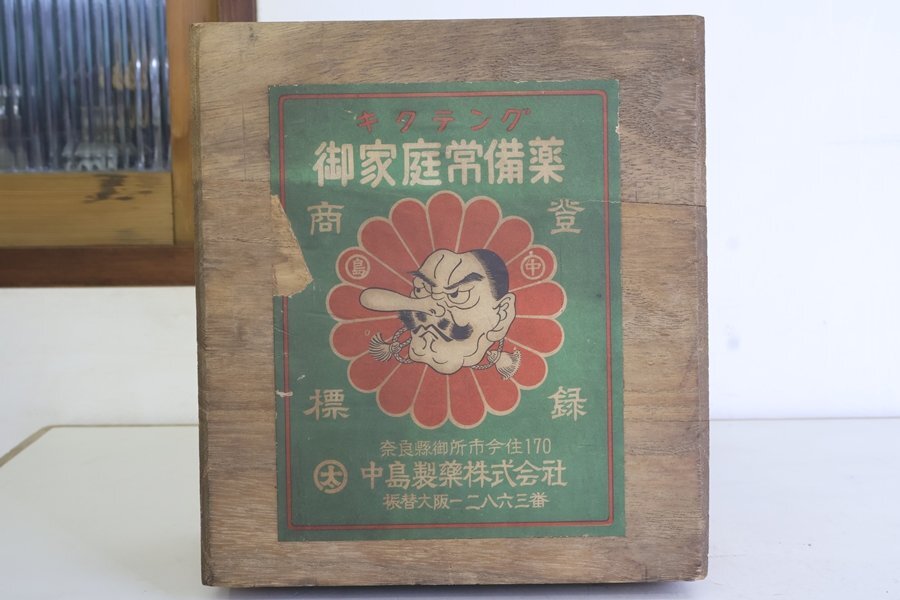 キクテング
御家庭常備薬
登録
商標
中
島
奈良縣御所市今住170
太
中島製薬株式会社
振替大阪一二八六三番